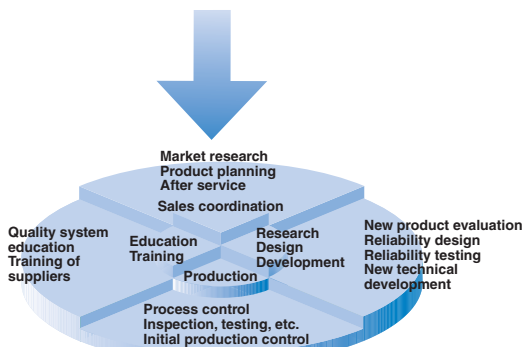 Market research
Product planning
After service
Sales coordination
Quality system
education
Training of
suppliers
Education
Training
Research
Design
Development
New product evaluation
Reliability design
Reliability testing
New technical
development
Production
Process control
Inspection, testing, etc.
Initial production control